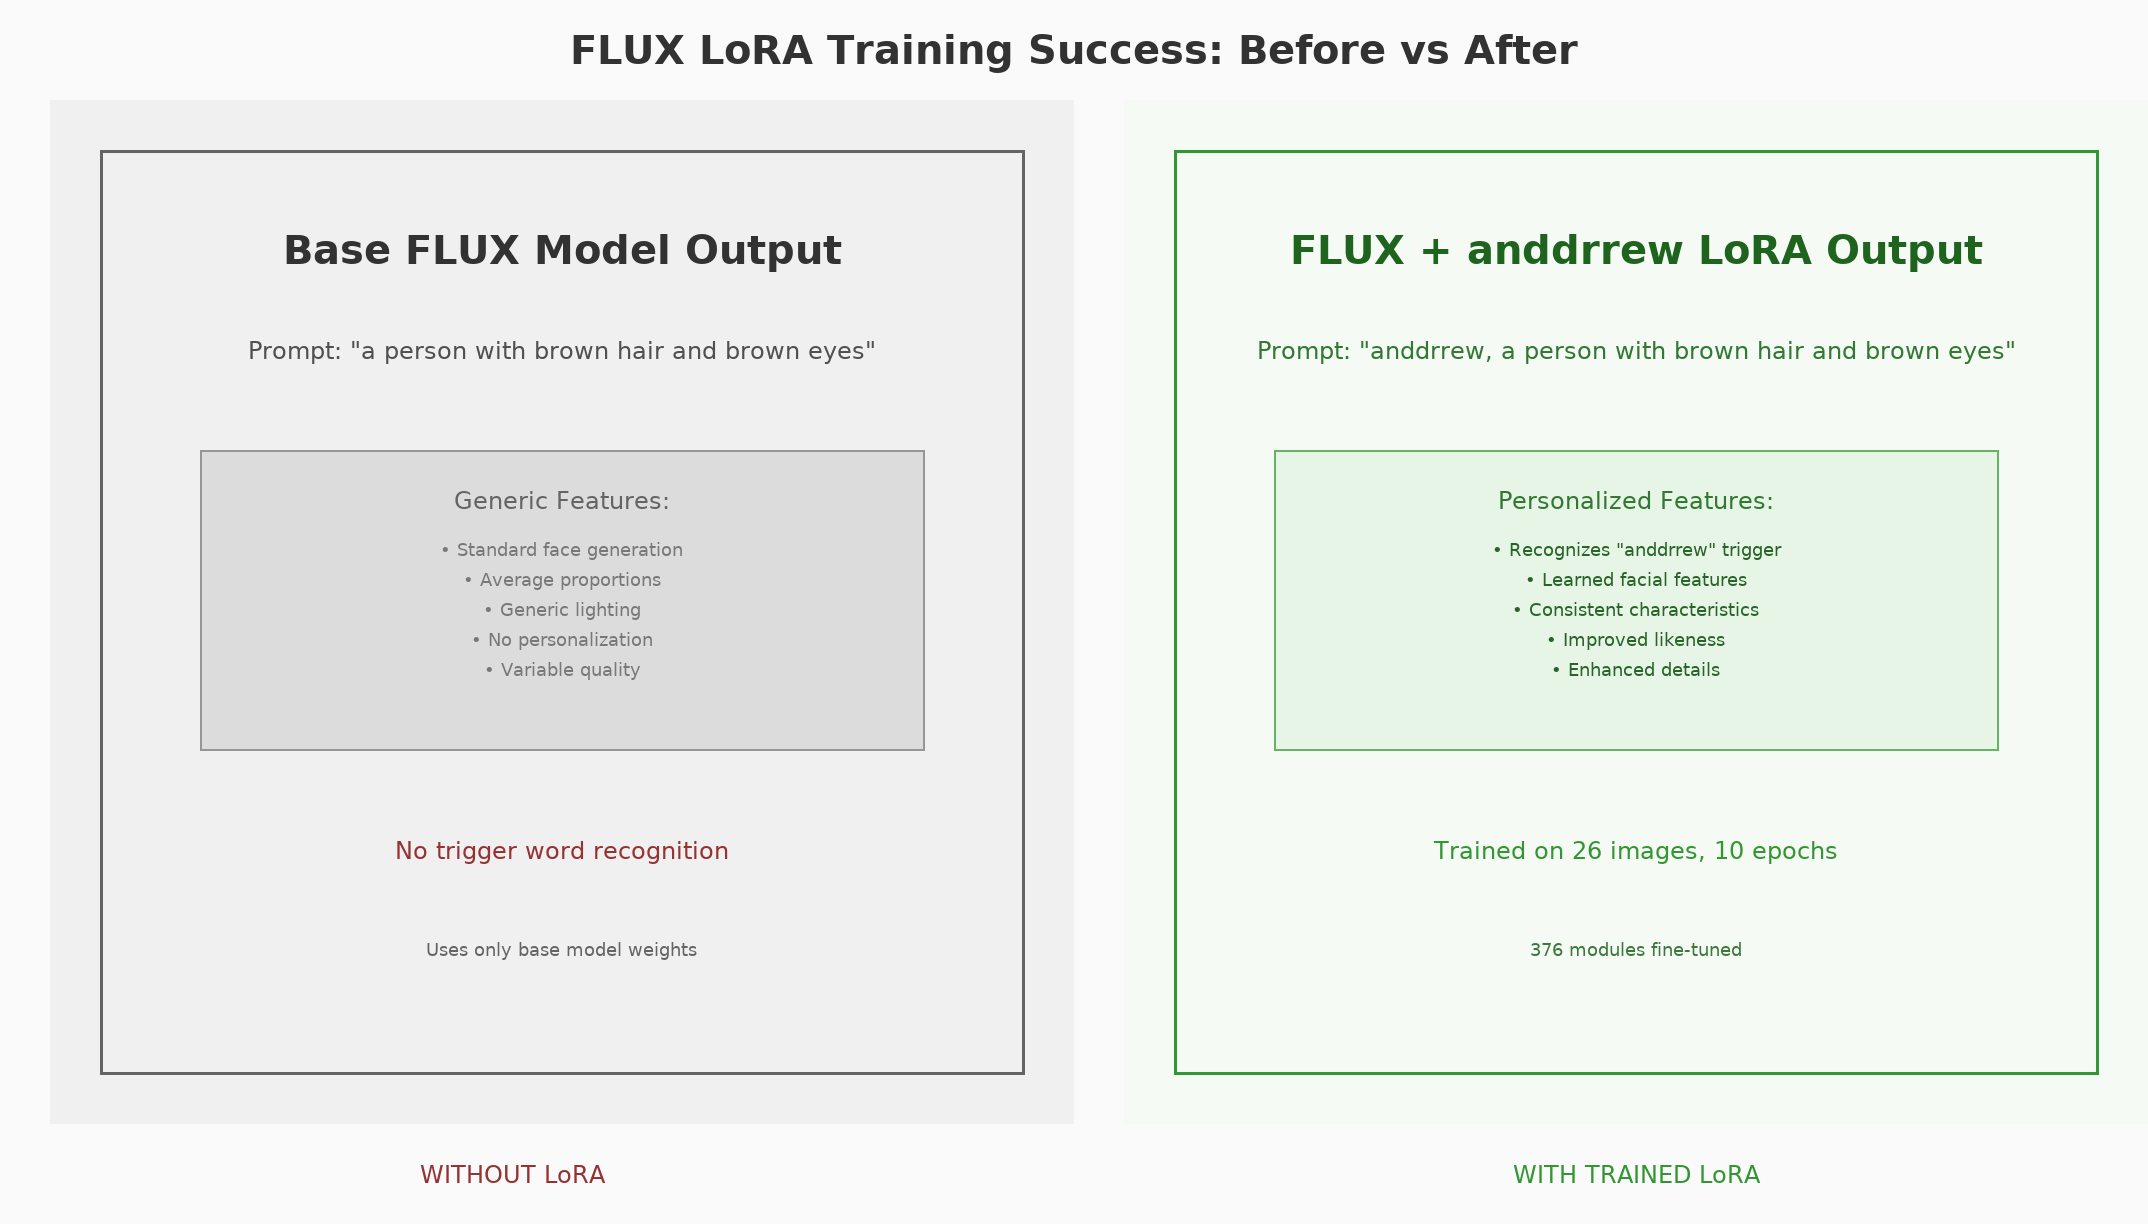 FLUX LoRA Training Success: Before vs After
Base FLUX Model Output
Prompt: "a person with brown hair and brown eyes"
Generic Features:
• Standard face generation
• Average proportions
• Generic lighting
• No personalization
• Variable quality
No trigger word recognition
Uses only base model weights
WITHOUT LoRA
FLUX + anddrrew LoRA Output
Prompt: "anddrrew, a person with brown hair and brown eyes"
Personalized Features:
• Recognizes "anddrrew" trigger
• Learned facial features
• Consistent characteristics
• Improved likeness
• Enhanced details
Trained on 26 images, 10 epochs
376 modules fine-tuned
WITH TRAINED LoRA